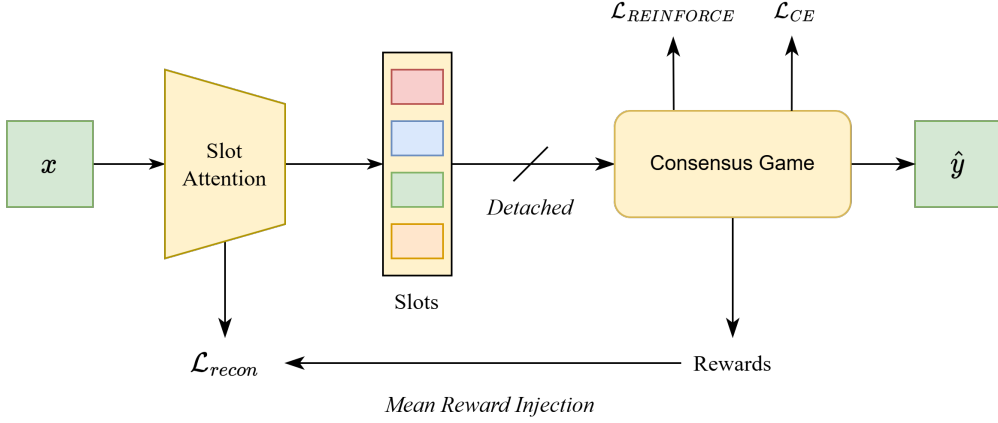 ℒ_REINFORCE
ℒ_CE
x
Slot
Attention
Consensus Game
ŷ
Detached
Slots
ℒ_recon
Rewards
Mean Reward Injection